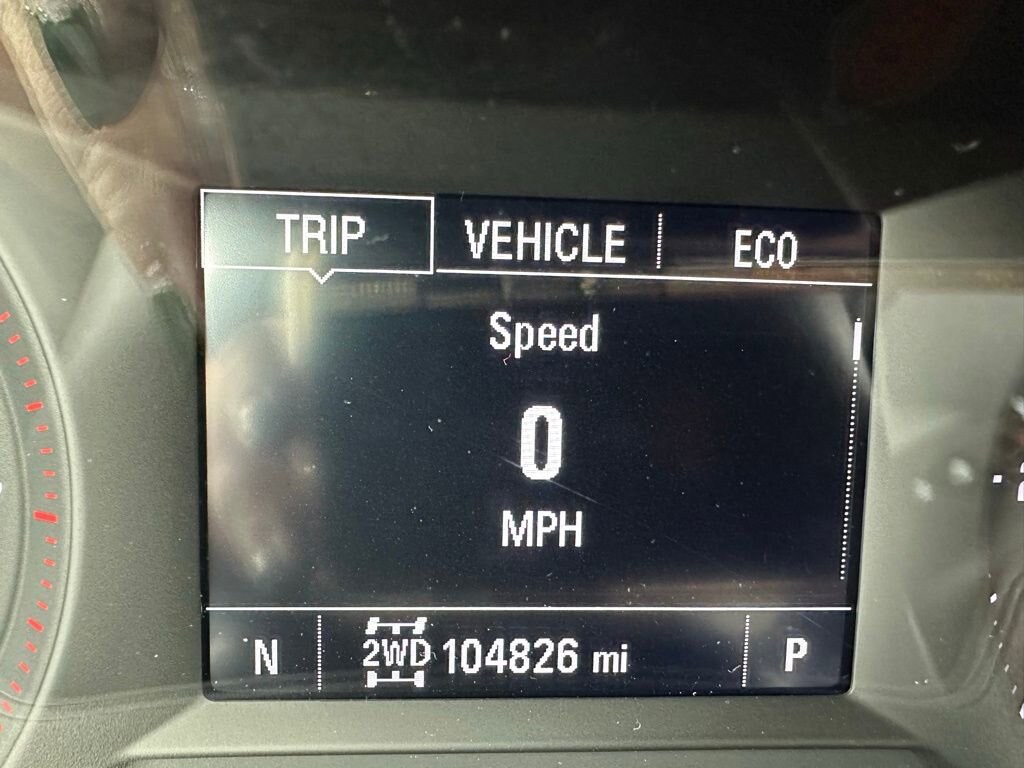 TRIP VEHICLE ECO
Speed
0
MPH
N 2WD 104826 mi P